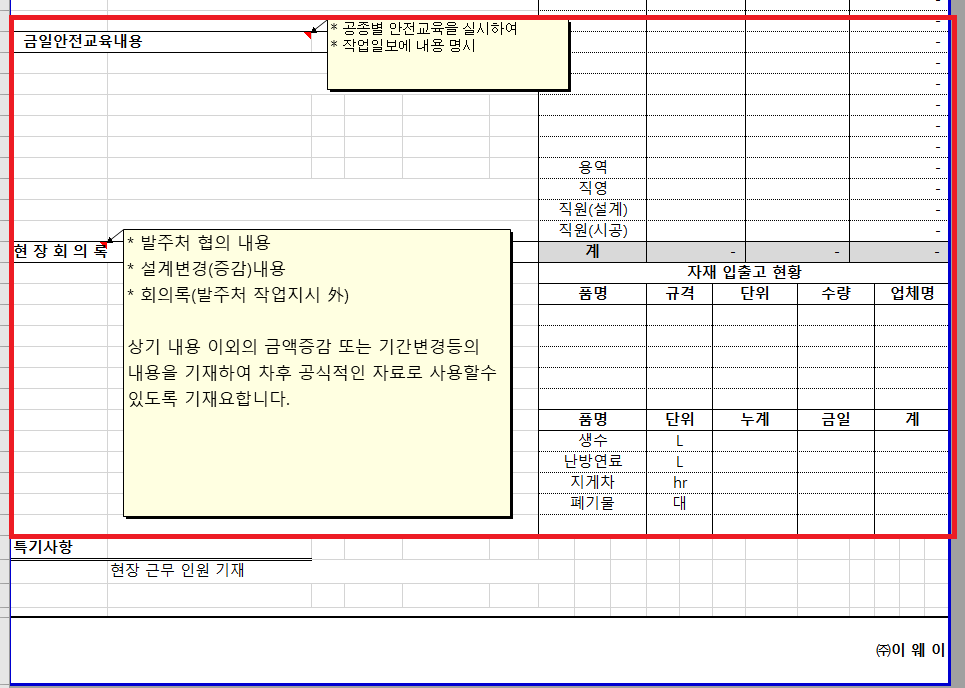 * 공종별 안전교육을 실시하여
금일안전교육내용
* 작업일보에 내용 명시
-
-
-
-
-
-
-
용역 -
직영 -
직원(설계) -
직원(시공) -
현 장 회 의 록
* 발주처 협의 내용
* 설계변경(증감)내용
* 회의록(발주처 작업지시 外)
상기 내용 이외의 금액증감 또는 기간변경등의
내용을 기재하여 차후 공식적인 자료로 사용할수
있도록 기재요합니다.
계 - - -
자재 입출고 현황
품명 규격 단위 수량 업체명
품명 단위 누계 금일 계
생수 L
난방연료 L
지게차 hr
폐기물 대
특기사항
현장 근무 인원 기재
㈜이 웨 이